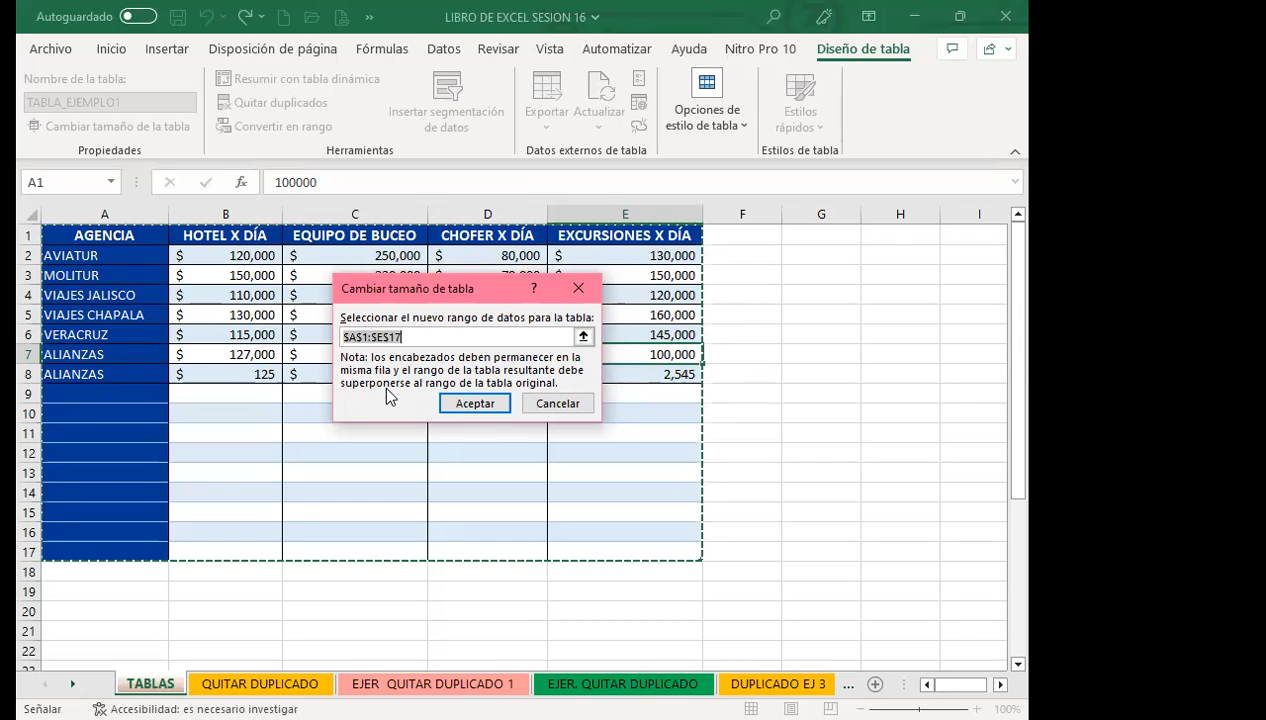 Autoguardado
LIBRO DE EXCEL SESION 16
Archivo Inicio Insertar Disposición de página Fórmulas Datos Revisar Vista Automatizar Ayuda Nitro Pro 10 Diseño de tabla
Nombre de la tabla:
TABLA_EJEMPLO1
Cambiar tamaño de la tabla
Propiedades
Resumir con tabla dinámica
Quitar duplicados
Convertir en rango
Insertar segmentación
de datos
Herramientas
Exportar Actualizar
Datos externos de tabla
Opciones de
estilo de tabla
Estilos
rápidos
Estilos de tabla
A1 fx 100000
A B C D E F G H I
1 AGENCIA HOTEL X DÍA EQUIPO DE BUCEO CHOFER X DÍA EXCURSIONES X DÍA
2 AVIATUR $ 120,000 $ 250,000 $ 80,000 $ 130,000
3 MOLITUR $ 150,000 $ 150,000
4 VIAJES JALISCO $ 110,000 $ 120,000
5 VIAJES CHAPALA $ 130,000 $ 160,000
6 VERACRUZ $ 115,000 $ 145,000
7 ALIANZAS $ 127,000 $ 100,000
8 ALIANZAS $ 125 $ 2,545
9
10
11
12
13
14
15
16
17
18
19
20
21
22
Cambiar tamaño de tabla ?
Seleccionar el nuevo rango de datos para la tabla:
$A$1:$E$17
Nota: los encabezados deben permanecer en la
misma fila y el rango de la tabla resultante debe
superponerse al rango de la tabla original.
Aceptar Cancelar
TABLAS QUITAR DUPLICADO EJER QUITAR DUPLICADO 1 EJER. QUITAR DUPLICADO DUPLICADO EJ 3 ...
Señalar Accesibilidad: es necesario investigar 100%